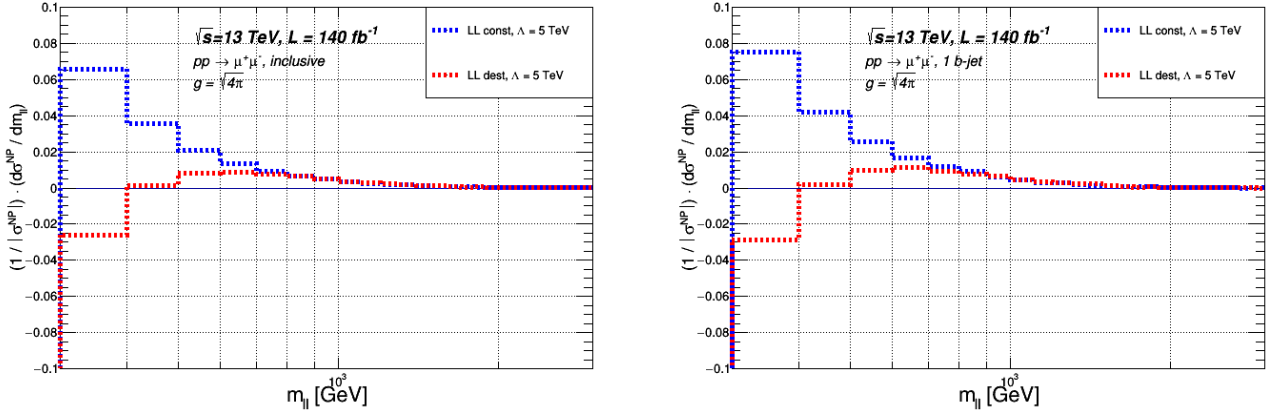 √s=13 TeV, L = 140 fb⁻¹
pp → μ⁺μ⁻, inclusive
g = √4π
LL const, Λ = 5 TeV
LL dest, Λ = 5 TeV
(1 / |σᴺᴾ|) · (dσᴺᴾ / dm_ll)
0.1
0.08
0.06
0.04
0.02
0
−0.02
−0.04
−0.06
−0.08
−0.1
10³
m_ll [GeV]
√s=13 TeV, L = 140 fb⁻¹
pp → μ⁺μ⁻, 1 b-jet
g = √4π
LL const, Λ = 5 TeV
LL dest, Λ = 5 TeV
(1 / |σᴺᴾ|) · (dσᴺᴾ / dm_ll)
0.1
0.08
0.06
0.04
0.02
0
−0.02
−0.04
−0.06
−0.08
−0.1
10³
m_ll [GeV]